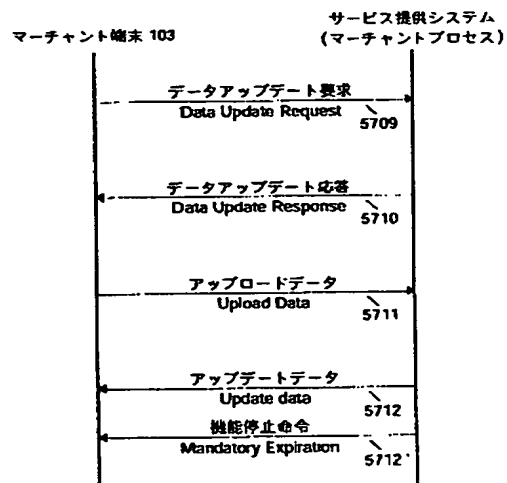 マーチャント端末 103
サービス提供システム
(マーチャントプロセス)
データアップデート要求
Data Update Request
5709
データアップデート応答
Data Update Response
5710
アップロードデータ
Upload Data
5711
アップデートデータ
Update data
5712
機能停止命令
Mandatory Expiration
5712'